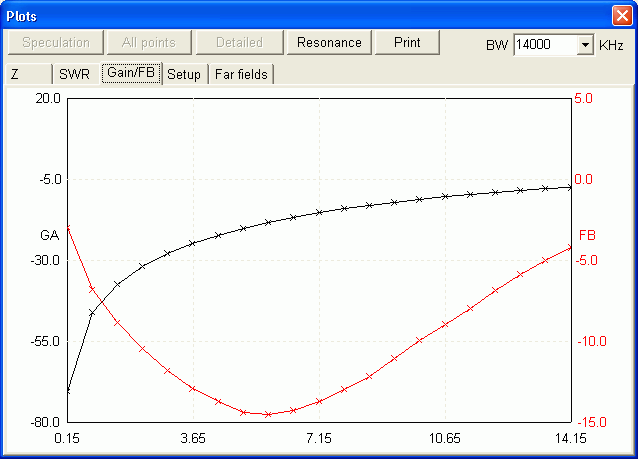 Plots
Speculation All points Detailed Resonance Print BW 14000 KHz
Z SWR Gain/FB Setup Far fields
20.0 5.0
-5.0 0.0
GA FB
-30.0 -5.0
-55.0 -10.0
-80.0 -15.0
0.15 3.65 7.15 10.65 14.15